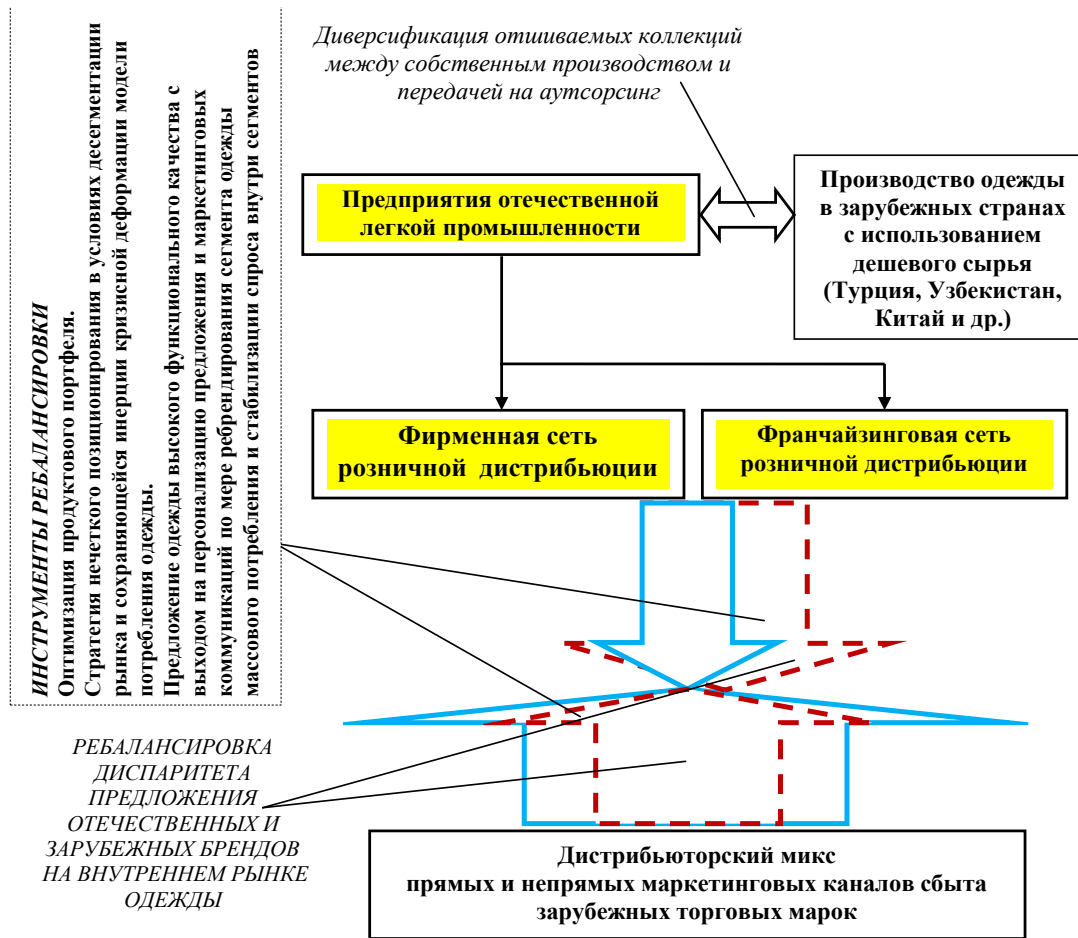 ИНСТРУМЕНТЫ РЕБАЛАНСИРОВКИ
Оптимизация продуктового портфеля.
Стратегия нечеткого позиционирования в условиях десегментации
рынка и сохраняющейся инерции кризисной деформации модели
потребления одежды.
Предложение одежды высокого функционального качества с
выходом на персонализацию предложения и маркетинговых
коммуникаций по мере ребрендирования сегмента одежды
массового потребления и стабилизации спроса внутри сегментов
Диверсификация отшиваемых коллекций
между собственным производством и
передачей на аутсорсинг
Предприятия отечественной
легкой промышленности
Производство одежды
в зарубежных странах
с использованием
дешевого сырья
(Турция, Узбекистан,
Китай и др.)
Фирменная сеть
розничной дистрибьюции
Франчайзинговая сеть
розничной дистрибьюции
РЕБАЛАНСИРОВКА
ДИСПАРИТЕТА
ПРЕДЛОЖЕНИЯ
ОТЕЧЕСТВЕННЫХ И
ЗАРУБЕЖНЫХ БРЕНДОВ
НА ВНУТРЕННЕМ РЫНКЕ
ОДЕЖДЫ
Дистрибьюторский микс
прямых и непрямых маркетинговых каналов сбыта
зарубежных торговых марок